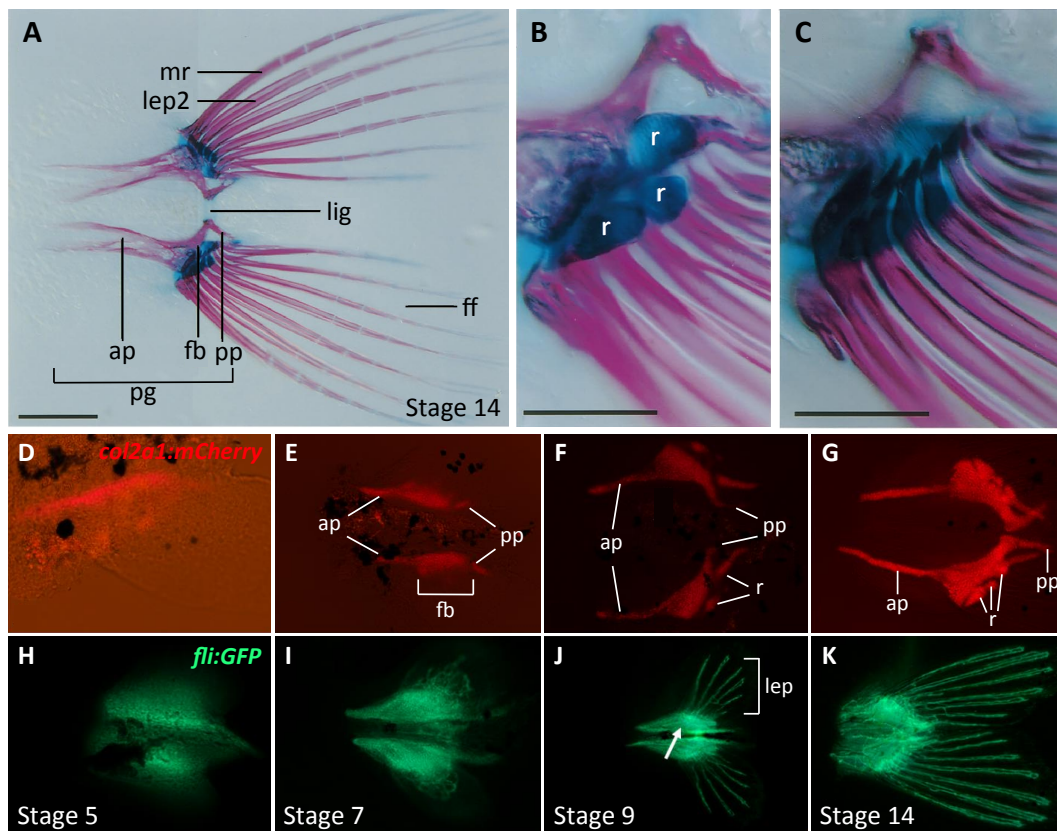 A
mr
lep2
lig
ff
ap
fb
pp
pg
Stage 14
B
r
r
r
C
D
col2a1:mCherry
E
ap
pp
fb
F
ap
pp
r
G
ap
r
pp
H
fli:GFP
Stage 5
I
Stage 7
J
lep
Stage 9
K
Stage 14